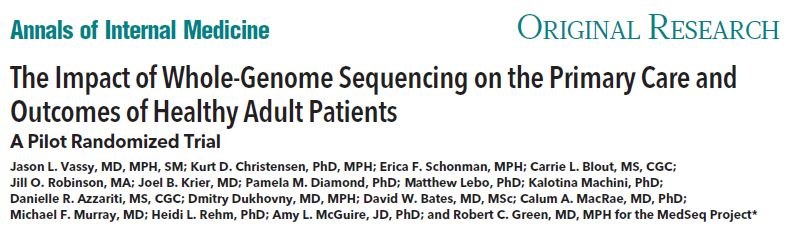 Annals of Internal Medicine ORIGINAL RESEARCH
The Impact of Whole-Genome Sequencing on the Primary Care and
Outcomes of Healthy Adult Patients
A Pilot Randomized Trial
Jason L. Vassy, MD, MPH, SM; Kurt D. Christensen, PhD, MPH; Erica F. Schonman, MPH; Carrie L. Blout, MS, CGC;
Jill O. Robinson, MA; Joel B. Krier, MD; Pamela M. Diamond, PhD; Matthew Lebo, PhD; Kalotina Machini, PhD;
Danielle R. Azzariti, MS, CGC; Dmitry Dukhovny, MD, MPH; David W. Bates, MD, MSc; Calum A. MacRae, MD, PhD;
Michael F. Murray, MD; Heidi L. Rehm, PhD; Amy L. McGuire, JD, PhD; and Robert C. Green, MD, MPH for the MedSeq Project*